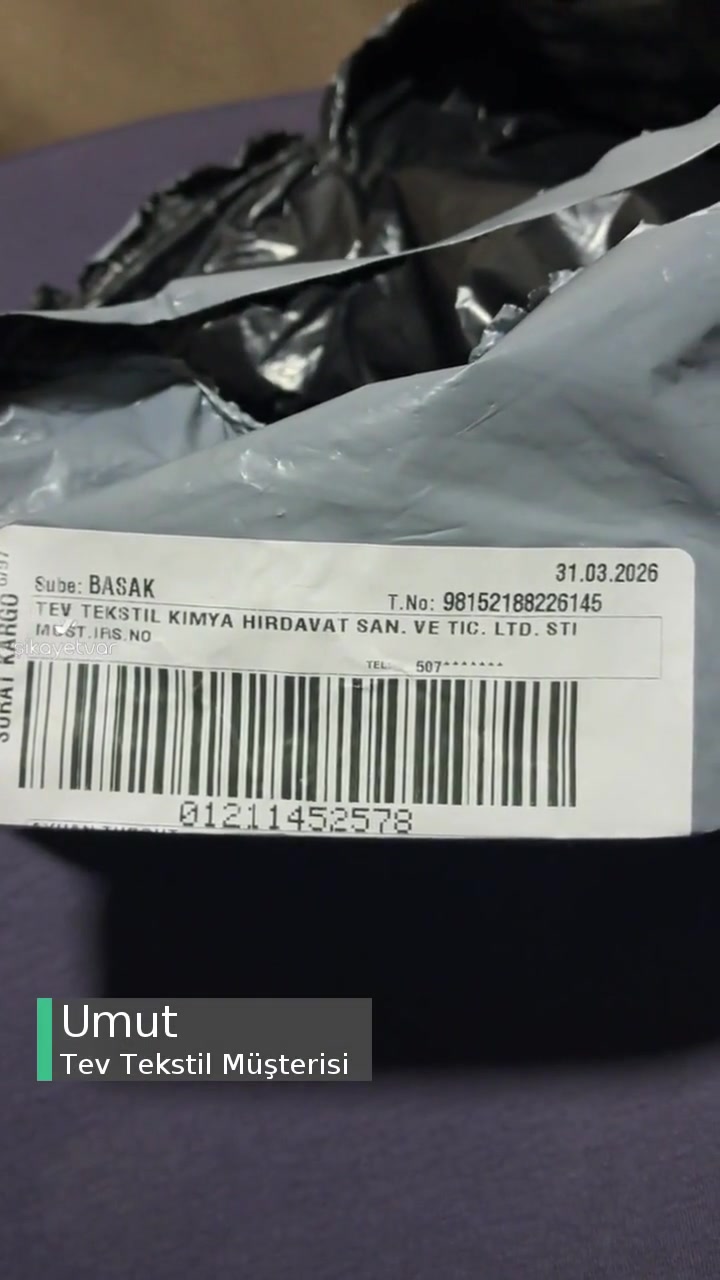 31.03.2026
Sube: BASAK
T.No: 98152188226145
TEV TEKSTIL KIMYA HIRDAVAT SAN. VE TIC. LTD. STI
MUST.IRS.NO
şikayetvar
TEL: 507*******
SURAT KARGO
01211452578
Umut
Tev Tekstil Müşterisi